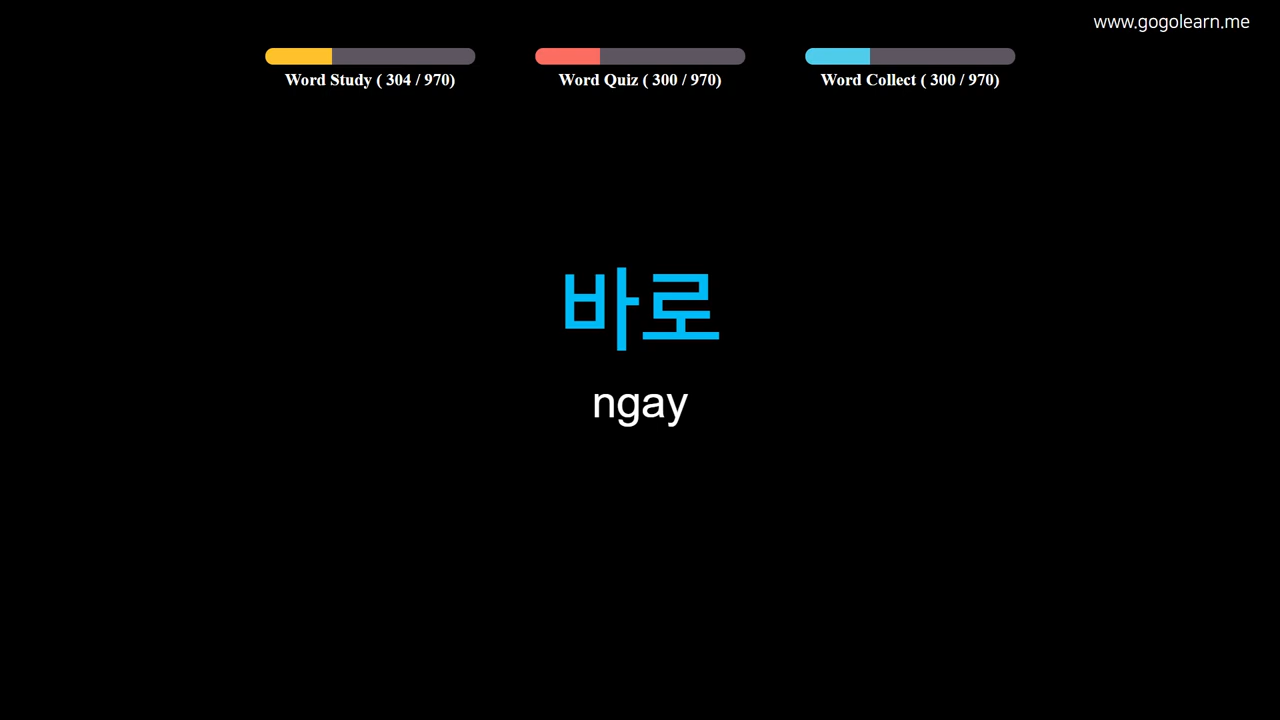 www.gogolearn.me
Word Study ( 304 / 970)
Word Quiz ( 300 / 970)
Word Collect ( 300 / 970)
바로
ngay